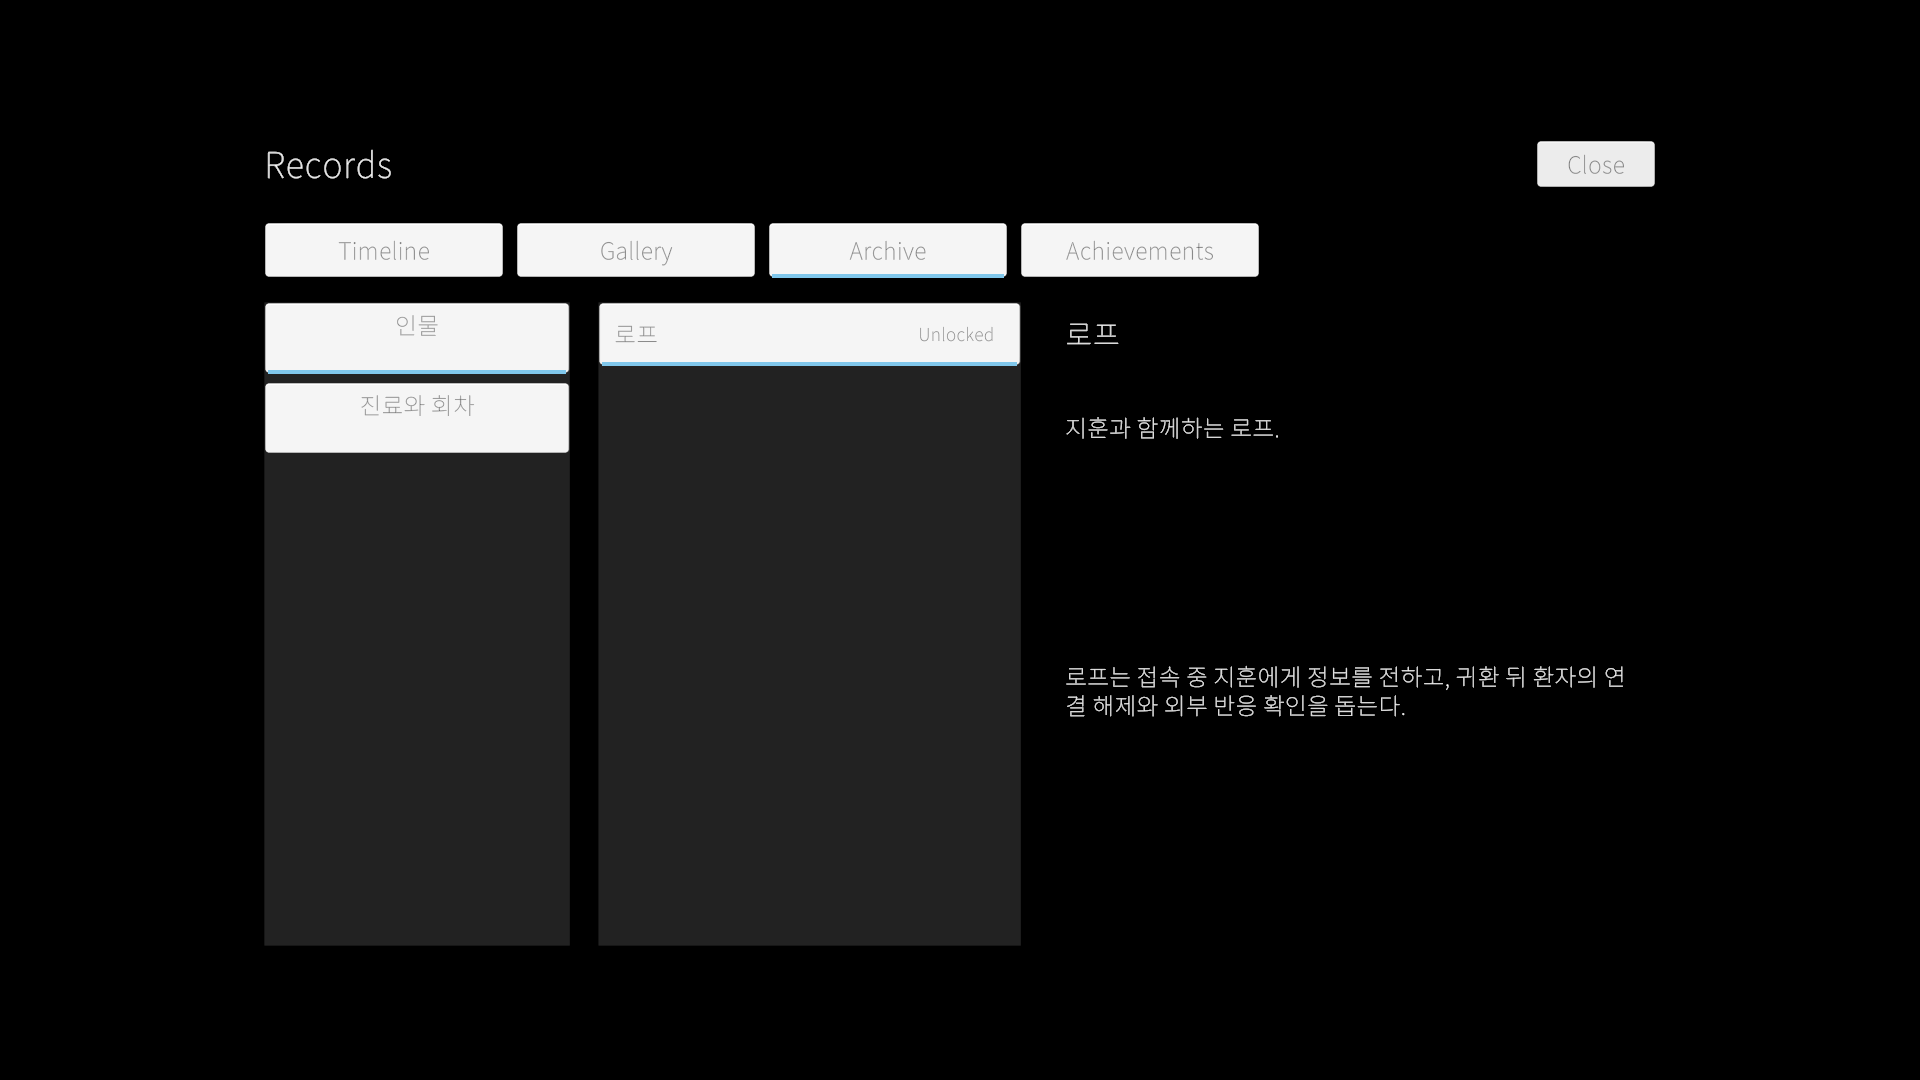 Records
Close
Timeline
Gallery
Archive
Achievements
인물
진료와 회차
로프
Unlocked
로프
지훈과 함께하는 로프.
로프는 접속 중 지훈에게 정보를 전하고, 귀환 뒤 환자의 연
결 해제와 외부 반응 확인을 돕는다.